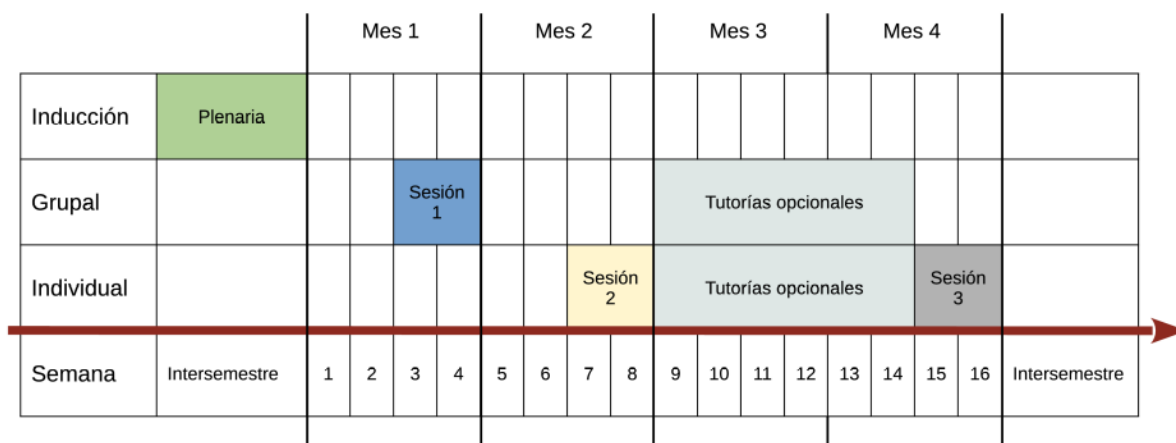 Mes 1 Mes 2 Mes 3 Mes 4
Inducción Plenaria
Grupal Sesión 1 Tutorías opcionales
Individual Sesión 2 Tutorías opcionales Sesión 3
Semana Intersemestre 1 2 3 4 5 6 7 8 9 10 11 12 13 14 15 16 Intersemestre